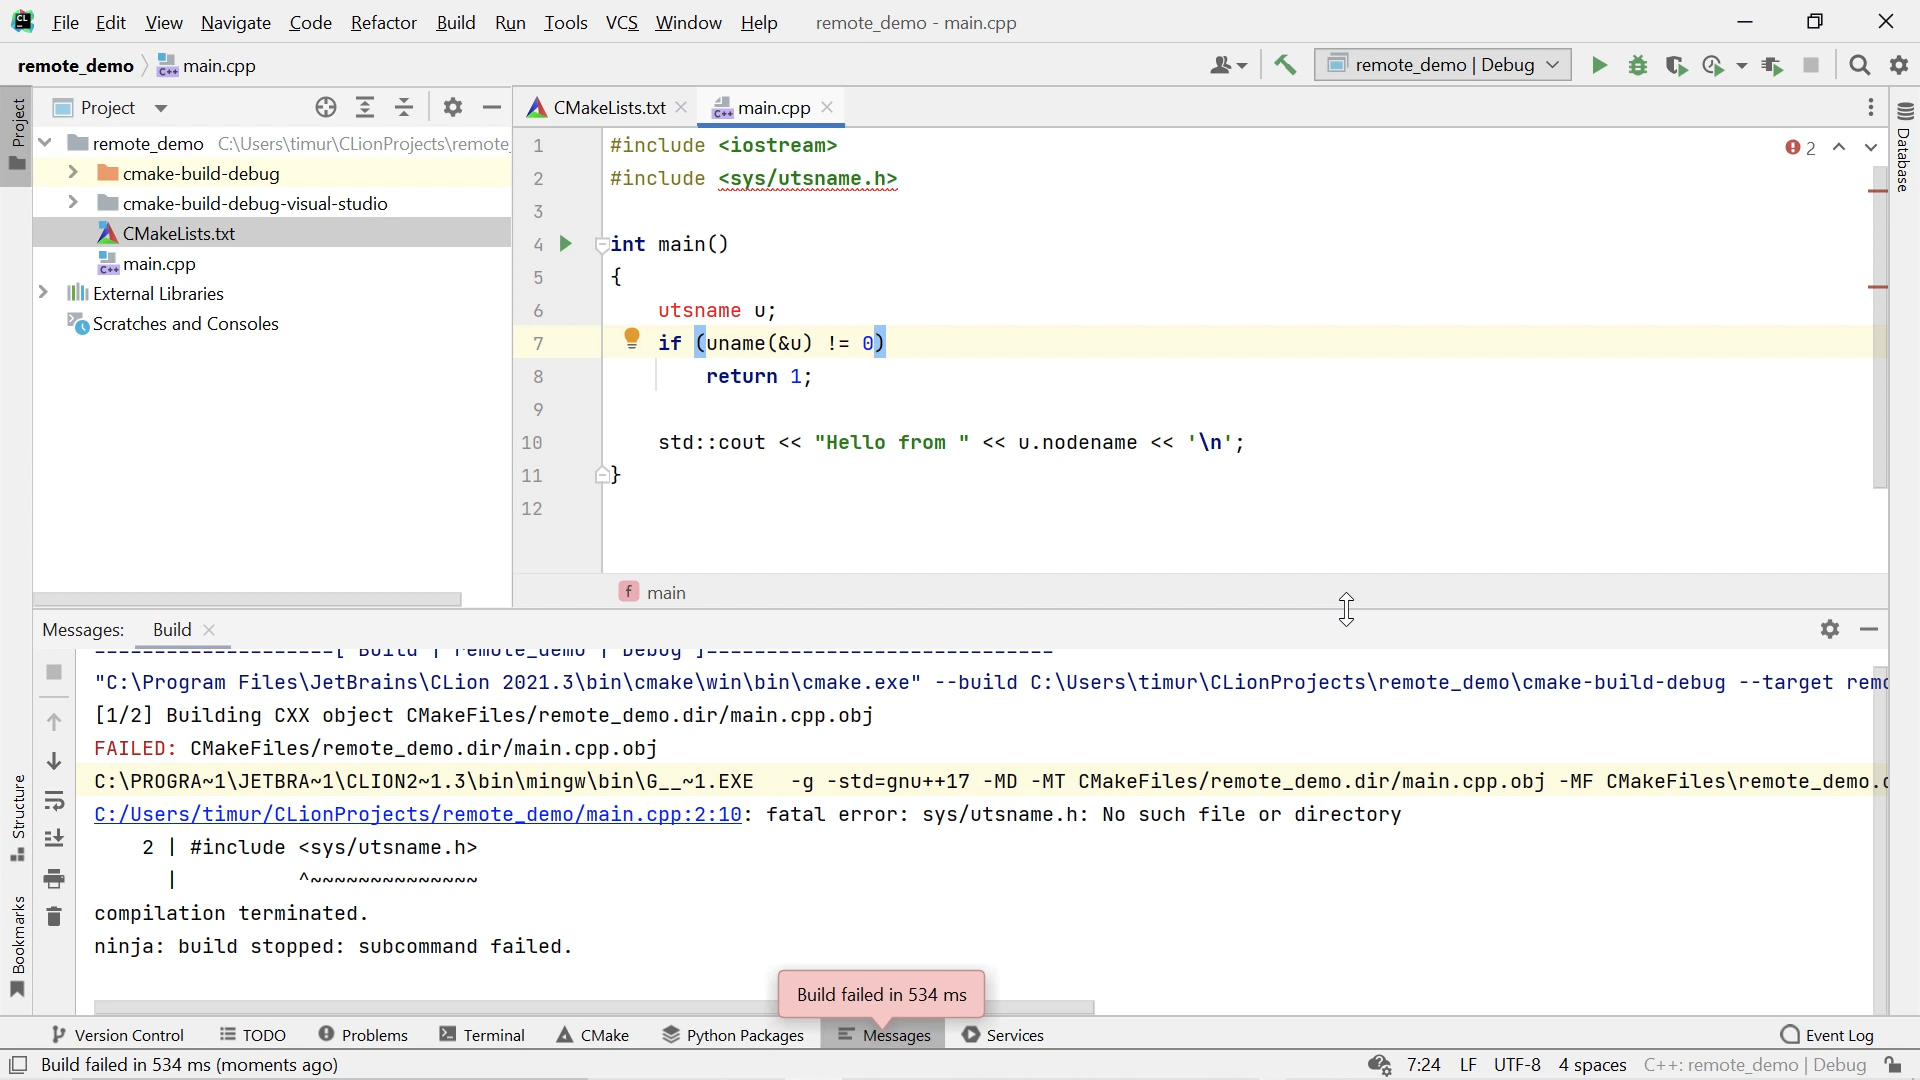 File Edit View Navigate Code Refactor Build Run Tools VCS Window Help remote_demo - main.cpp
remote_demo main.cpp remote_demo | Debug
Project CMakeLists.txt main.cpp
remote_demo C:\Users\timur\CLionProjects\remote_
cmake-build-debug
cmake-build-debug-visual-studio
CMakeLists.txt
main.cpp
External Libraries
Scratches and Consoles
1 #include <iostream>
2 #include <sys/utsname.h>
3
4 int main()
5 {
6 utsname u;
7 if (uname(&u) != 0)
8 return 1;
9
10 std::cout << "Hello from " << u.nodename << '\n';
11 }
12
2
main
Project
Structure
Bookmarks
Database
Messages: Build
---------------------[ Build | remote_demo | Debug ]-----------------------------
"C:\Program Files\JetBrains\CLion 2021.3\bin\cmake\win\bin\cmake.exe" --build C:\Users\timur\CLionProjects\remote_demo\cmake-build-debug --target remo
[1/2] Building CXX object CMakeFiles/remote_demo.dir/main.cpp.obj
FAILED: CMakeFiles/remote_demo.dir/main.cpp.obj
C:\PROGRA~1\JETBRA~1\CLION2~1.3\bin\mingw\bin\G__~1.EXE -g -std=gnu++17 -MD -MT CMakeFiles/remote_demo.dir/main.cpp.obj -MF CMakeFiles\remote_demo.d
C:/Users/timur/CLionProjects/remote_demo/main.cpp:2:10: fatal error: sys/utsname.h: No such file or directory
2 | #include <sys/utsname.h>
| ^~~~~~~~~~~~~~~
compilation terminated.
ninja: build stopped: subcommand failed.
Build failed in 534 ms
Version Control TODO Problems Terminal CMake Python Packages Messages Services Event Log
Build failed in 534 ms (moments ago) 7:24 LF UTF-8 4 spaces C++: remote_demo | Debug